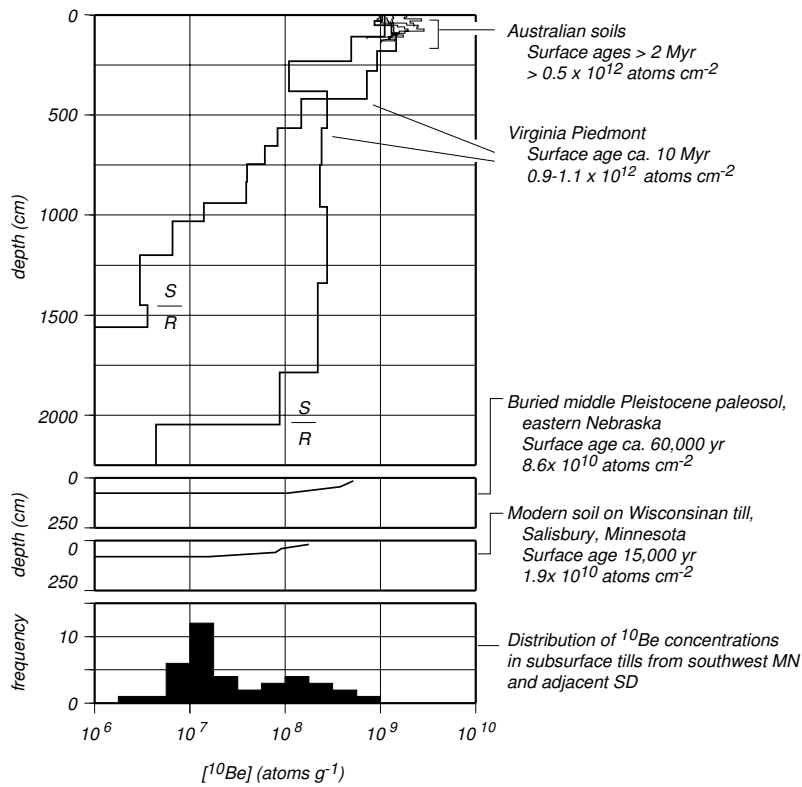 0
500
1000
1500
2000
depth (cm)
S
R
S
R
Australian soils
Surface ages > 2 Myr
> 0.5 x 10^12 atoms cm^-2
Virginia Piedmont
Surface age ca. 10 Myr
0.9-1.1 x 10^12 atoms cm^-2
Buried middle Pleistocene paleosol,
eastern Nebraska
Surface age ca. 60,000 yr
8.6x 10^10 atoms cm^-2
0
250
0
250
depth (cm)
Modern soil on Wisconsinan till,
Salisbury, Minnesota
Surface age 15,000 yr
1.9x 10^10 atoms cm^-2
10
0
frequency
Distribution of ^10Be concentrations
in subsurface tills from southwest MN
and adjacent SD
10^6 10^7 10^8 10^9 10^10
[^10Be] (atoms g^-1)